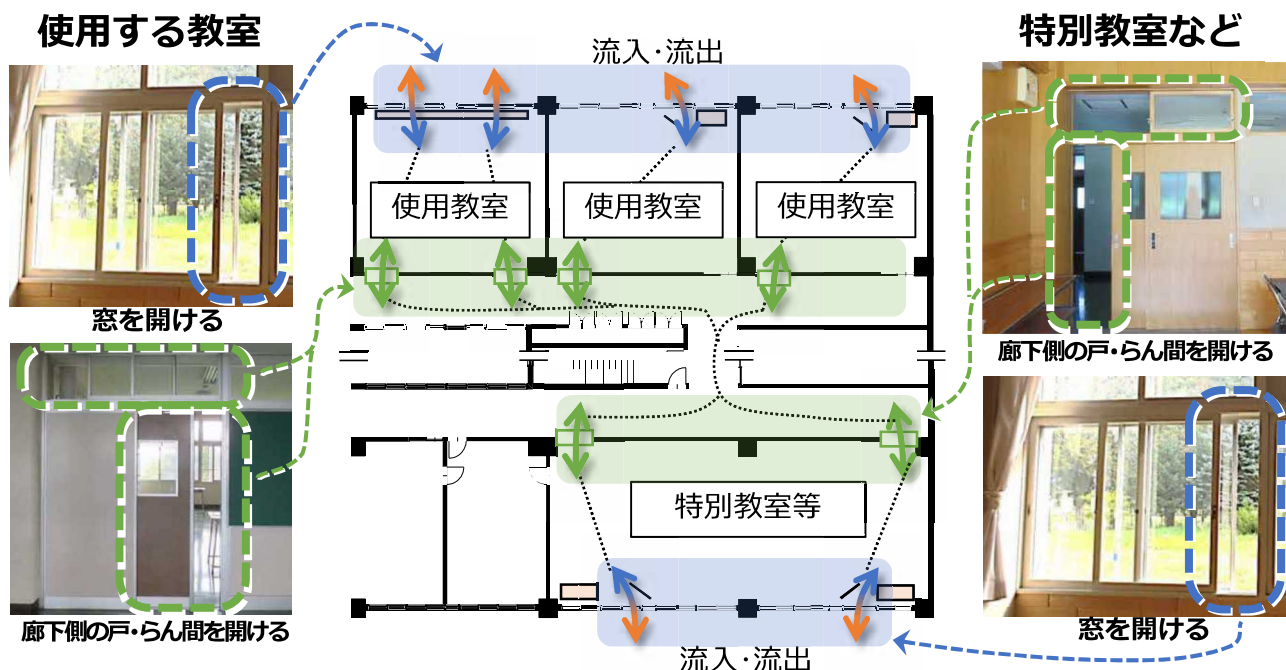 使用する教室
特別教室など
流入・流出
使用教室
使用教室
使用教室
窓を開ける
廊下側の戸・らん間を開ける
特別教室等
廊下側の戸・らん間を開ける
窓を開ける
流入・流出